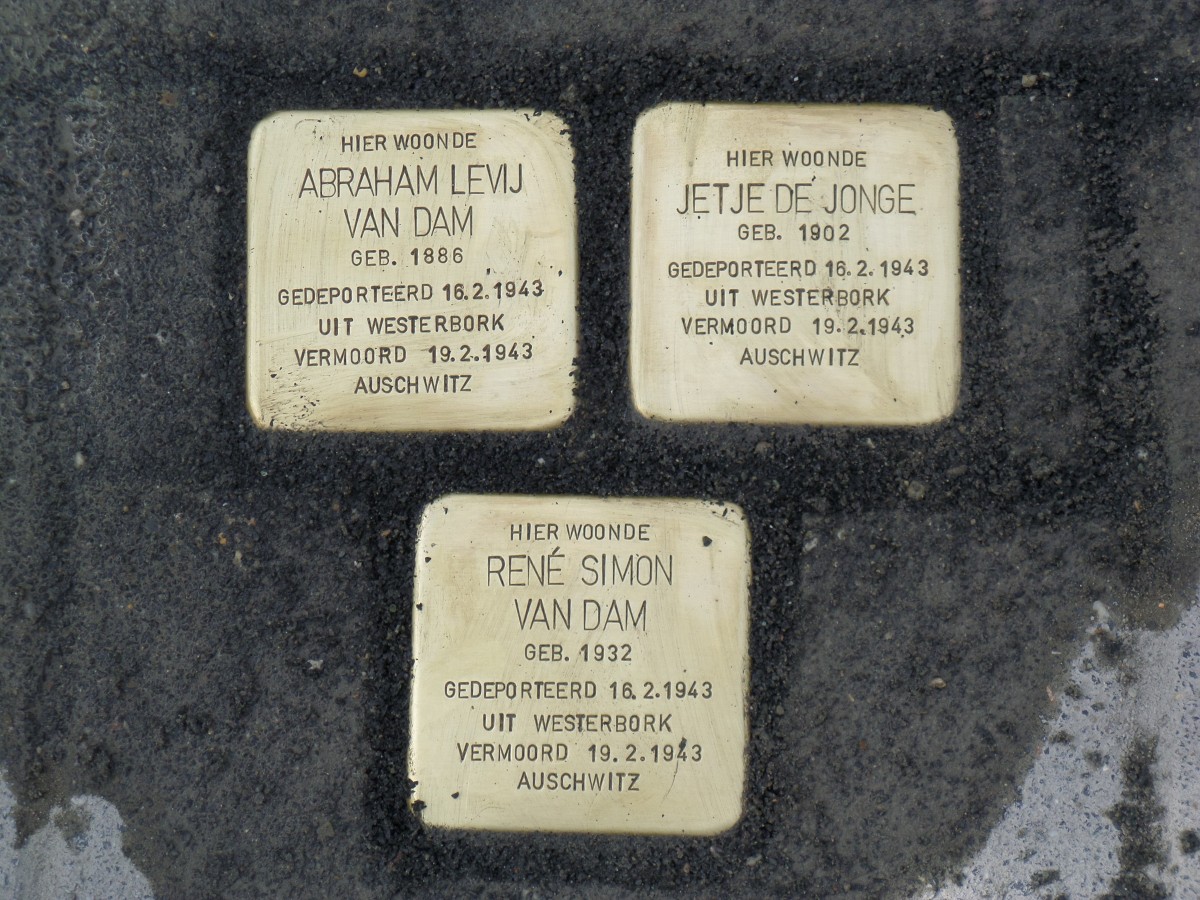 HIER WOONDE
ABRAHAM LEVIJ
VAN DAM
GEB. 1886
GEDEPORTEERD 16.2.1943
UIT WESTERBORK
VERMOORD 19.2.1943
AUSCHWITZ
HIER WOONDE
JETJE DE JONGE
GEB. 1902
GEDEPORTEERD 16.2.1943
UIT WESTERBORK
VERMOORD 19.2.1943
AUSCHWITZ
HIER WOONDE
RENÉ SIMON
VAN DAM
GEB. 1932
GEDEPORTEERD 16.2.1943
UIT WESTERBORK
VERMOORD 19.2.1943
AUSCHWITZ